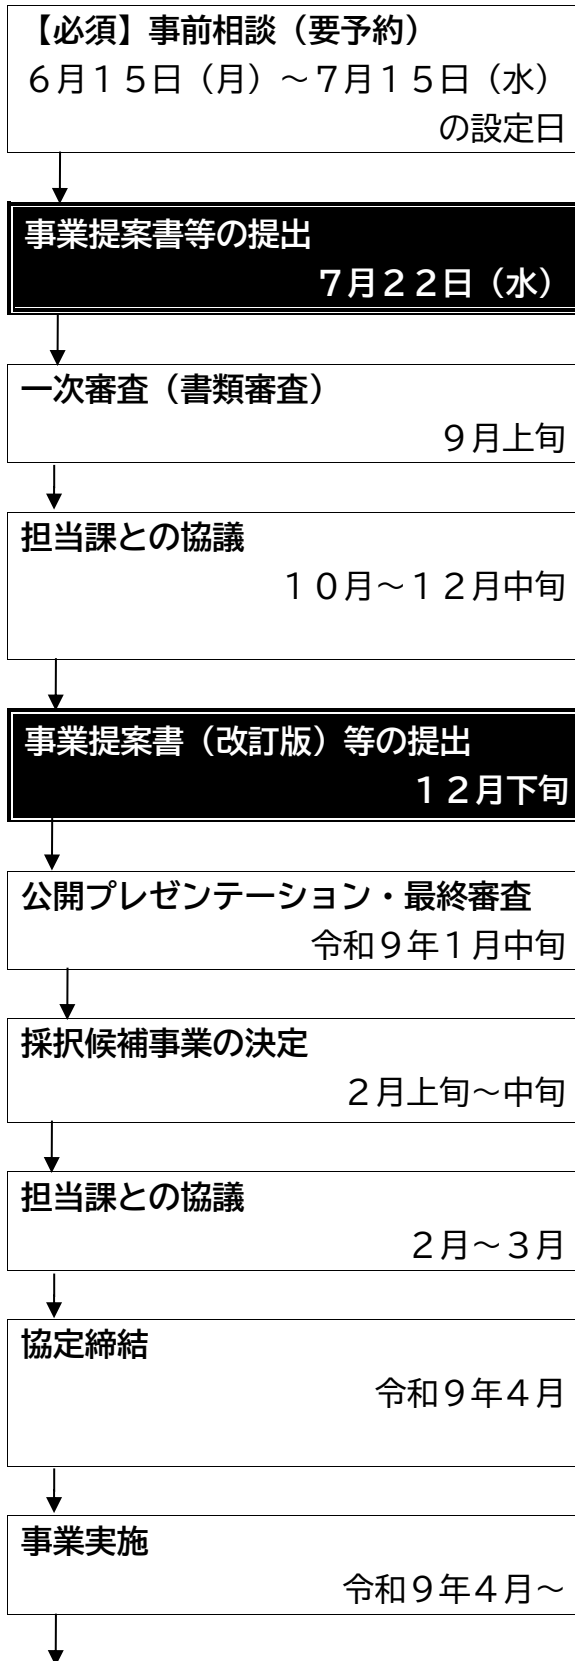 【必須】事前相談（要予約）
６月１５日（月）～７月１５日（水）
の設定日
事業提案書等の提出
７月２２日（水）
一次審査（書類審査）
９月上旬
担当課との協議
１０月～１２月中旬
事業提案書（改訂版）等の提出
１２月下旬
公開プレゼンテーション・最終審査
令和９年１月中旬
採択候補事業の決定
２月上旬～中旬
担当課との協議
２月～３月
協定締結
令和９年４月
事業実施
令和９年４月～